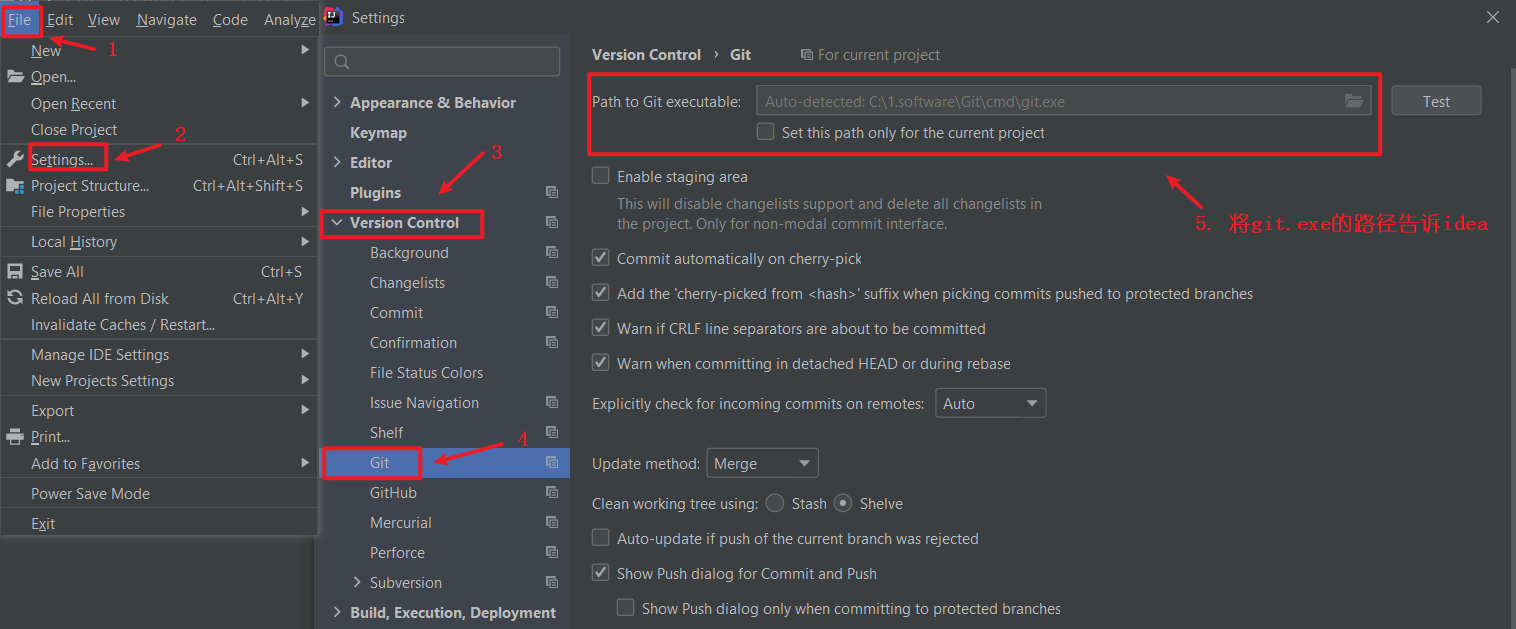 File Edit View Navigate Code Analyze
1
New
Open...
Open Recent
Close Project
2
Settings... Ctrl+Alt+S
Project Structure... Ctrl+Alt+Shift+S
File Properties
Local History
Save All Ctrl+S
Reload All from Disk Ctrl+Alt+Y
Invalidate Caches / Restart...
Manage IDE Settings
New Projects Settings
Export
Print...
Add to Favorites
Power Save Mode
Exit
IJ Settings
Appearance & Behavior
Keymap
Editor
3
Plugins
Version Control
Background
Changelists
Commit
Confirmation
File Status Colors
Issue Navigation
Shelf
4
Git
GitHub
Mercurial
Perforce
Subversion
Build, Execution, Deployment
Version Control › Git For current project
Path to Git executable: Auto-detected: C:\1.software\Git\cmd\git.exe Test
Set this path only for the current project
Enable staging area
This will disable changelists support and delete all changelists in
the project. Only for non-modal commit interface.
5. 将git.exe的路径告诉idea
Commit automatically on cherry-pick
Add the 'cherry-picked from <hash>' suffix when picking commits pushed to protected branches
Warn if CRLF line separators are about to be committed
Warn when committing in detached HEAD or during rebase
Explicitly check for incoming commits on remotes: Auto
Update method: Merge
Clean working tree using: Stash Shelve
Auto-update if push of the current branch was rejected
Show Push dialog for Commit and Push
Show Push dialog only when committing to protected branches